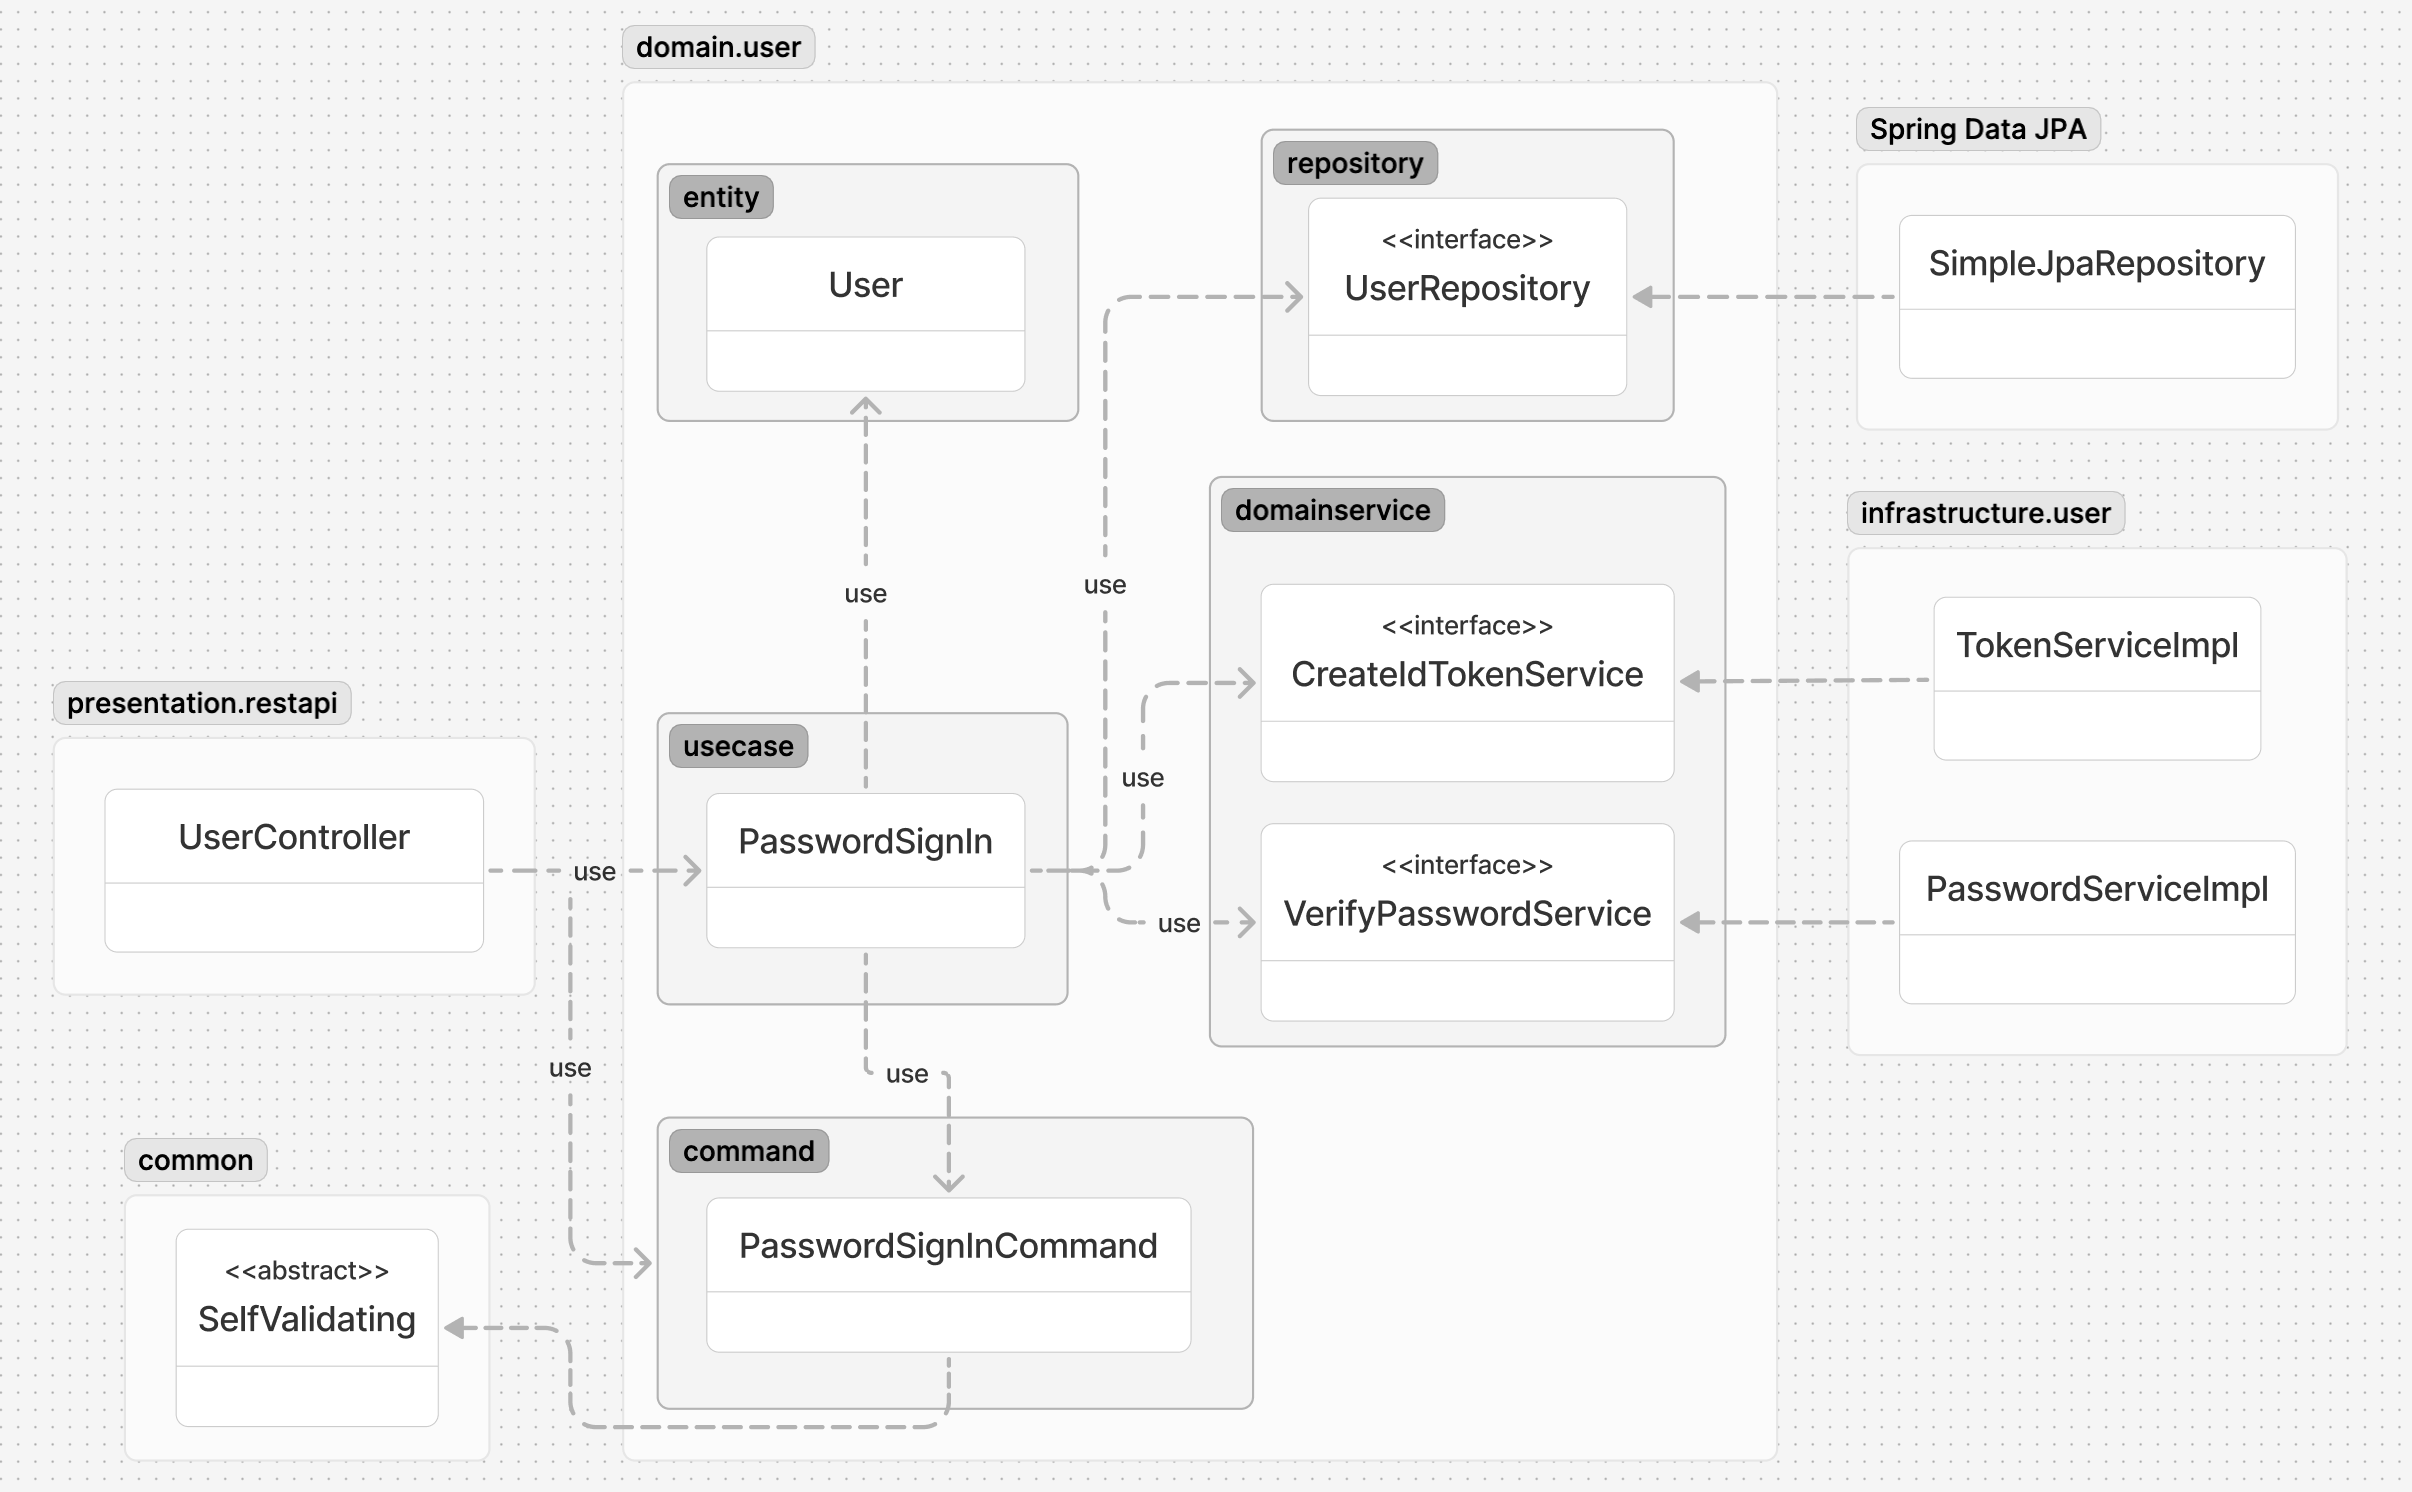 domain.user
entity
User
repository
<<interface>>
UserRepository
Spring Data JPA
SimpleJpaRepository
use
use
domainservice
<<interface>>
CreateIdTokenService
infrastructure.user
TokenServiceImpl
presentation.restapi
UserController
use
usecase
PasswordSignIn
use
use
<<interface>>
VerifyPasswordService
PasswordServiceImpl
use
use
common
<<abstract>>
SelfValidating
command
PasswordSignInCommand